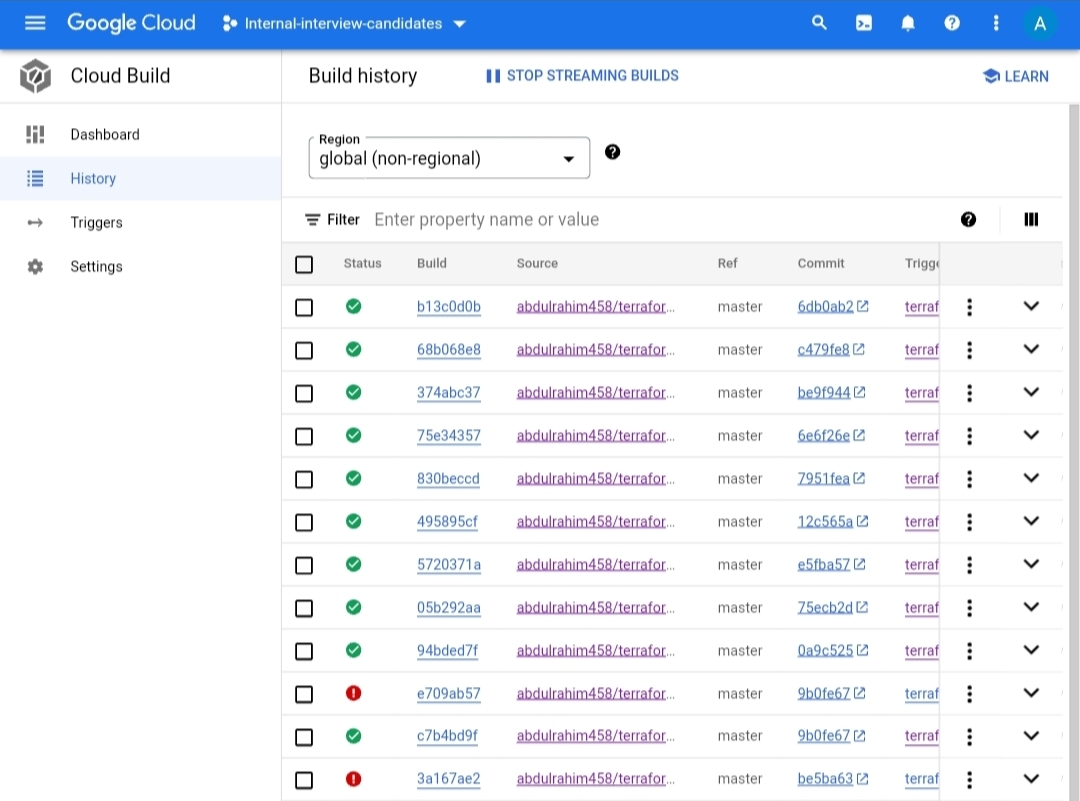 Google Cloud Internal-interview-candidates A
Cloud Build Build history STOP STREAMING BUILDS LEARN
Dashboard
History
Triggers
Settings
Region
global (non-regional)
Filter Enter property name or value
Status Build Source Ref Commit Trigge
b13c0d0b abdulrahim458/terrafor... master 6db0ab2 terraf
68b068e8 abdulrahim458/terrafor... master c479fe8 terraf
374abc37 abdulrahim458/terrafor... master be9f944 terraf
75e34357 abdulrahim458/terrafor... master 6e6f26e terraf
830beccd abdulrahim458/terrafor... master 7951fea terraf
495895cf abdulrahim458/terrafor... master 12c565a terraf
5720371a abdulrahim458/terrafor... master e5fba57 terraf
05b292aa abdulrahim458/terrafor... master 75ecb2d terraf
94bded7f abdulrahim458/terrafor... master 0a9c525 terraf
e709ab57 abdulrahim458/terrafor... master 9b0fe67 terraf
c7b4bd9f abdulrahim458/terrafor... master 9b0fe67 terraf
3a167ae2 abdulrahim458/terrafor... master be5ba63 terraf